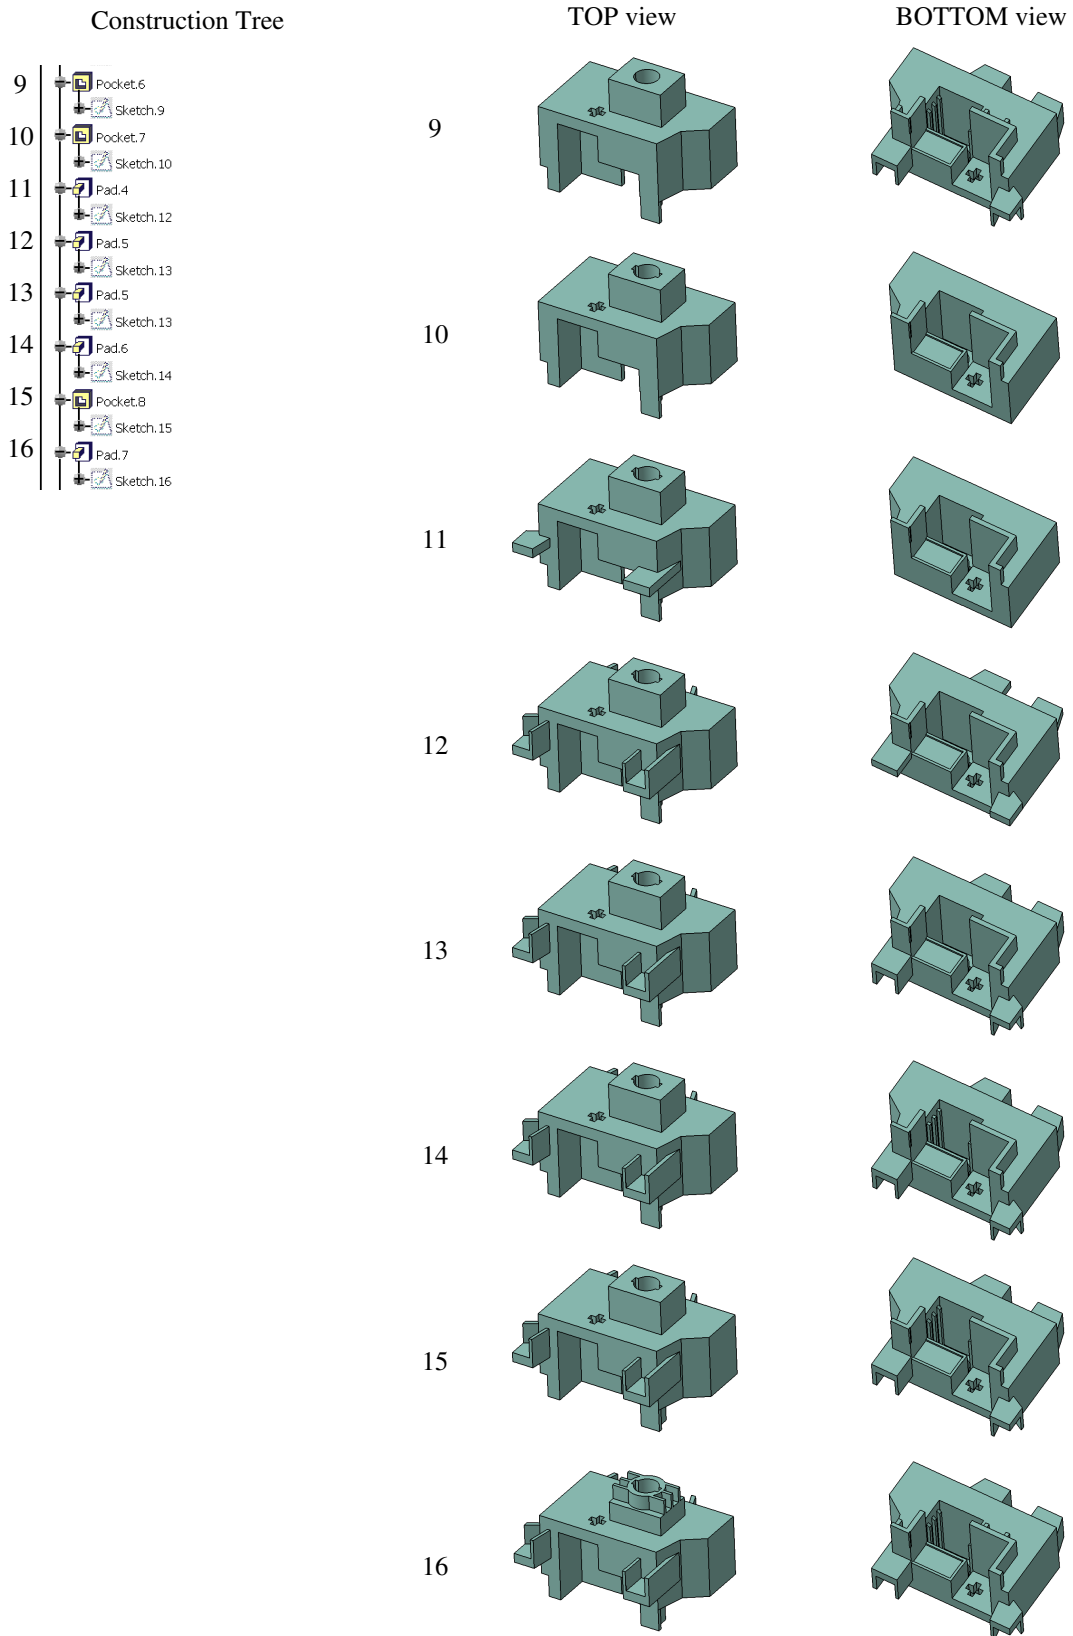 Construction Tree
TOP view
BOTTOM view
9
Pocket.6
Sketch.9
10
Pocket.7
Sketch.10
11
Pad.4
Sketch.12
12
Pad.5
Sketch.13
13
Pad.5
Sketch.13
14
Pad.6
Sketch.14
15
Pocket.8
Sketch.15
16
Pad.7
Sketch.16
9
10
11
12
13
14
15
16